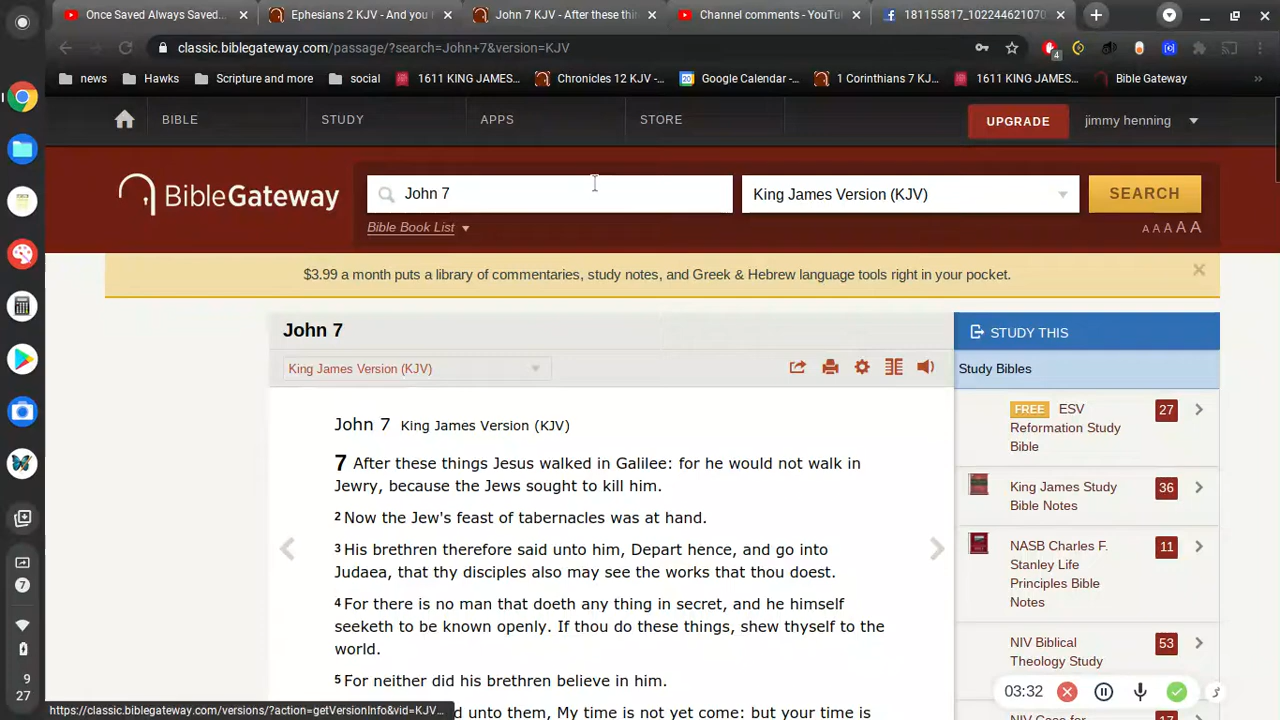 Once Saved Always Saved...
Ephesians 2 KJV - And you
John 7 KJV - After these thi
Channel comments - YouTu
181155817_102244621070
classic.biblegateway.com/passage/?search=John+7&version=KJV
4
news
Hawks
Scripture and more
social
1611 KING JAMES...
Chronicles 12 KJV -...
Google Calendar -...
1 Corinthians 7 KJ...
1611 KING JAMES...
Bible Gateway
»
BIBLE
STUDY
APPS
STORE
UPGRADE
jimmy henning
BibleGateway
John 7
King James Version (KJV)
SEARCH
Bible Book List
A A A A A
$3.99 a month puts a library of commentaries, study notes, and Greek & Hebrew language tools right in your pocket.
John 7
King James Version (KJV)
John 7 King James Version (KJV)
7 After these things Jesus walked in Galilee: for he would not walk in
Jewry, because the Jews sought to kill him.
2 Now the Jew's feast of tabernacles was at hand.
3 His brethren therefore said unto him, Depart hence, and go into
Judaea, that thy disciples also may see the works that thou doest.
4 For there is no man that doeth any thing in secret, and he himself
seeketh to be known openly. If thou do these things, shew thyself to the
world.
5 For neither did his brethren believe in him.
d unto them, My time is not yet come: but your time is
STUDY THIS
Study Bibles
FREE ESV
Reformation Study
Bible
27
King James Study
Bible Notes
36
NASB Charles F.
Stanley Life
Principles Bible
Notes
11
NIV Biblical
Theology Study
53
NIV Case for
17
03:32
7
9
27
https://classic.biblegateway.com/versions/?action=getVersionInfo&vid=KJV...